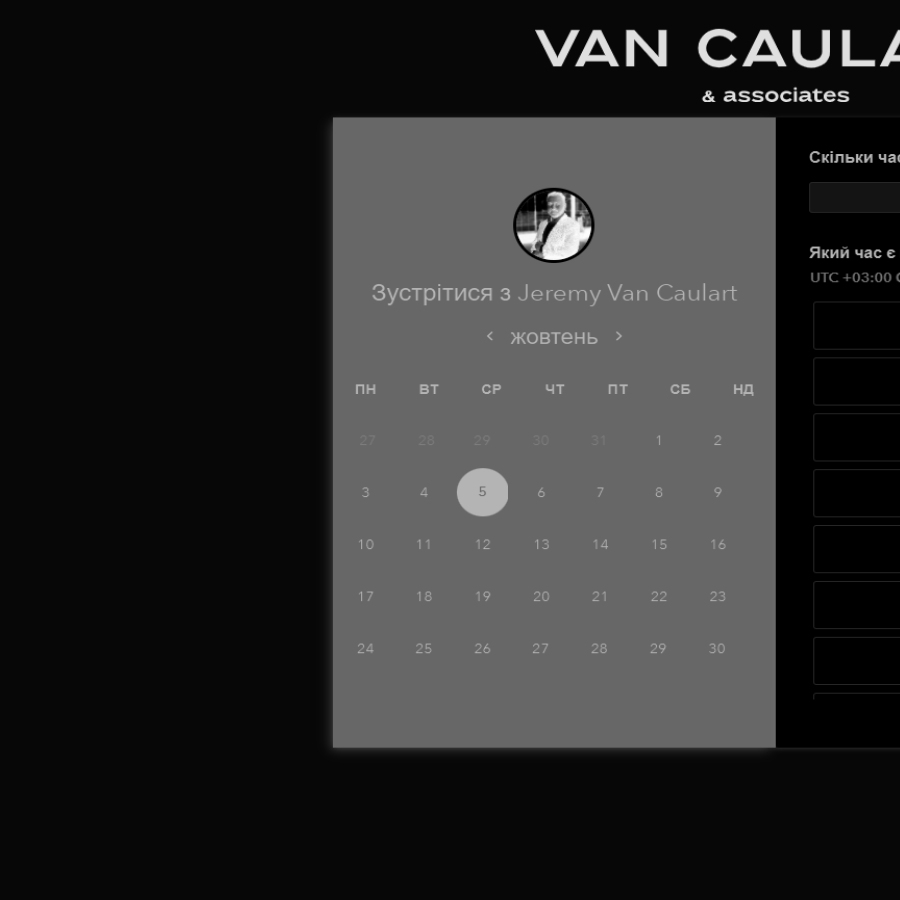 VAN CAULA
& associates
Зустрітися з Jeremy Van Caulart
< жовтень >
ПН ВТ СР ЧТ ПТ СБ НД
27 28 29 30 31 1 2
3 4 5 6 7 8 9
10 11 12 13 14 15 16
17 18 19 20 21 22 23
24 25 26 27 28 29 30
Скільки ча
Який час є
UTC +03:00